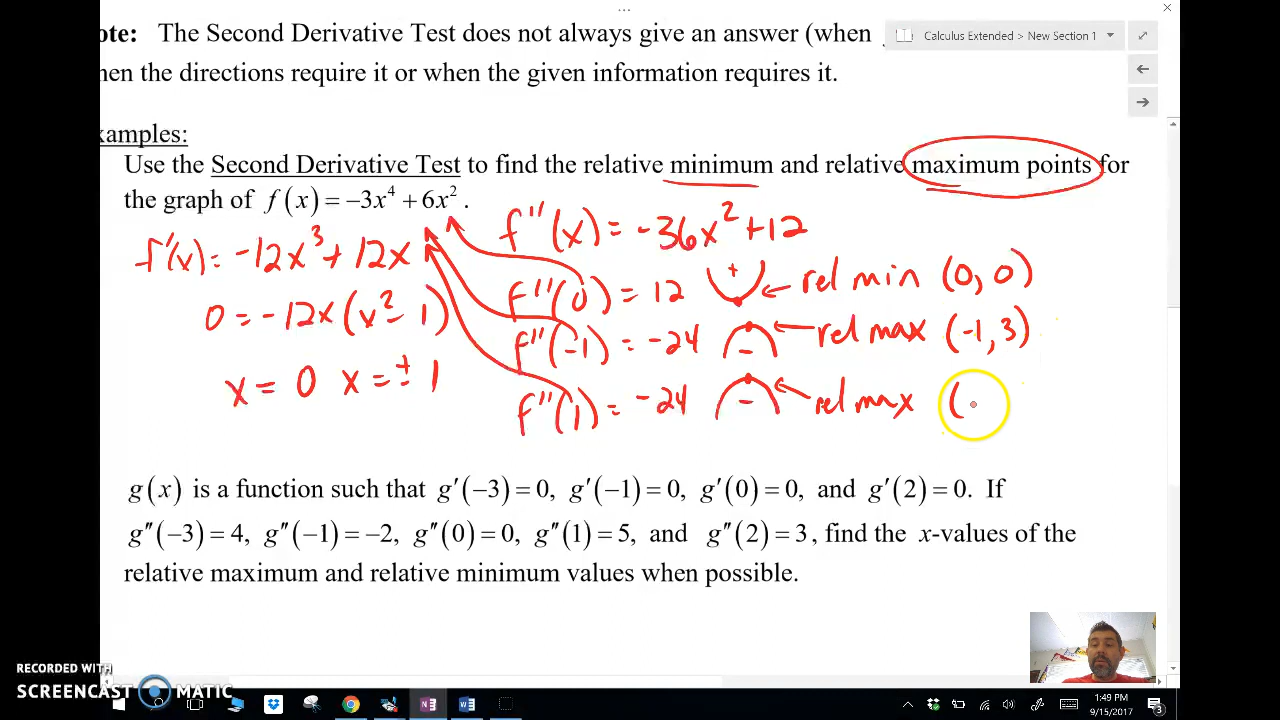 ote: The Second Derivative Test does not always give an answer (when
Calculus Extended > New Section 1
en the directions require it or when the given information requires it.
xamples:
Use the Second Derivative Test to find the relative minimum and relative maximum points for
the graph of f(x) = −3x⁴ + 6x².
f'(x) = -12x³ + 12x
0 = -12x(x² - 1)
x = 0 x = ± 1
f''(x) = -36x² + 12
f''(0) = 12 + rel min (0, 0)
f''(-1) = -24 - rel max (-1, 3)
f''(1) = -24 - rel max (
g(x) is a function such that g′(−3) = 0, g′(−1) = 0, g′(0) = 0, and g′(2) = 0. If
g″(−3) = 4, g″(−1) = −2, g″(0) = 0, g″(1) = 5, and g″(2) = 3, find the x-values of the
relative maximum and relative minimum values when possible.
RECORDED WITH
SCREENCAST MATIC
1:49 PM
9/15/2017
3